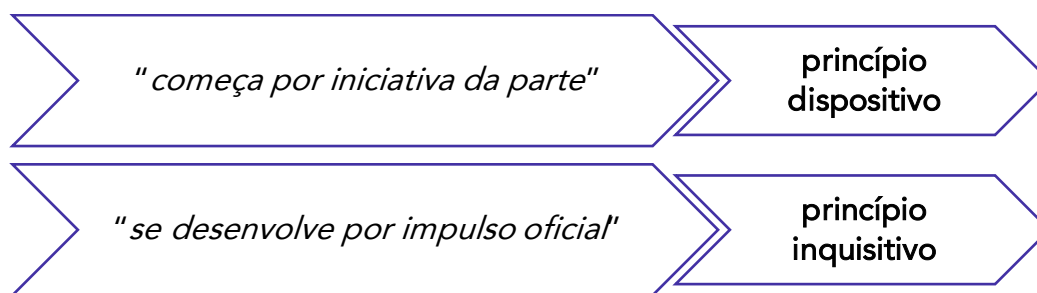 "começa por iniciativa da parte"
princípio
dispositivo
"se desenvolve por impulso oficial"
princípio
inquisitivo